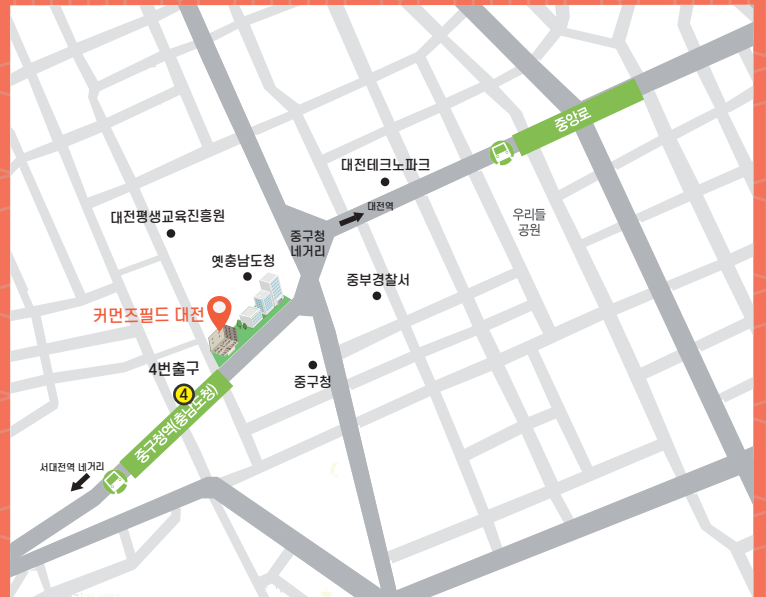 중앙로
대전테크노파크
대전역
우리들
공원
대전평생교육진흥원
중구청
네거리
옛충남도청
중부경찰서
커먼즈필드 대전
4번출구
4
중구청
중구청역(충남도청)
서대전역 네거리